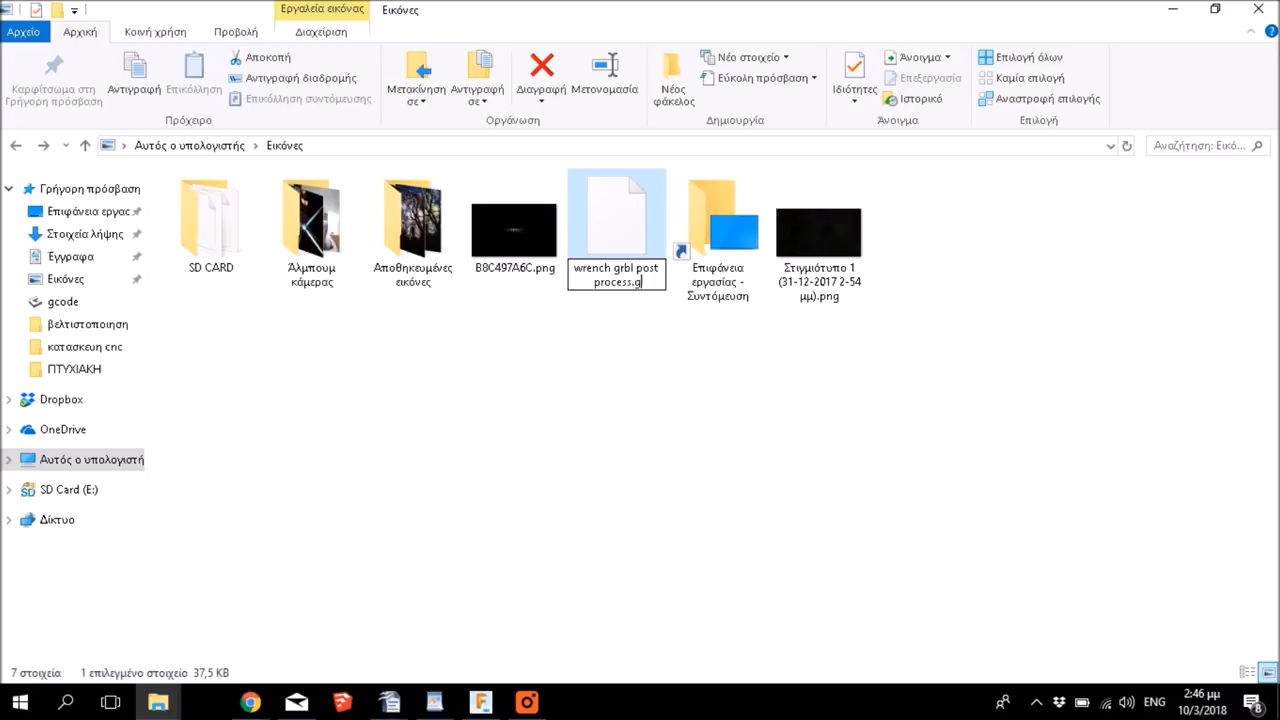 Εργαλεία εικόνας
Εικόνες
Αρχείο
Αρχική
Κοινή χρήση
Προβολή
Διαχείριση
Καρφίτσωμα στη
Γρήγορη πρόσβαση
Αντιγραφή
Επικόλληση
Αποκοπή
Αντιγραφή διαδρομής
Επικόλληση συντόμευσης
Πρόχειρο
Μετακίνηση
σε
Αντιγραφή
σε
Διαγραφή
Μετονομασία
Οργάνωση
Νέος
φάκελος
Νέο στοιχείο
Εύκολη πρόσβαση
Δημιουργία
Ιδιότητες
Άνοιγμα
Επεξεργασία
Ιστορικό
Άνοιγμα
Επιλογή όλων
Καμία επιλογή
Αναστροφή επιλογής
Επιλογή
Αυτός ο υπολογιστής
Εικόνες
Αναζήτηση: Εικό...
Γρήγορη πρόσβαση
Επιφάνεια εργας
Στοιχεία λήψης
Έγγραφα
Εικόνες
gcode
βελτιστοποιηση
κατασκευη cnc
ΠΤΥΧΙΑΚΗ
Dropbox
OneDrive
Αυτός ο υπολογιστή
SD Card (E:)
Δίκτυο
SD CARD
Άλμπουμ
κάμερας
Αποθηκευμένες
εικόνες
B8C497A6C.png
wrench grbl post
process.g
Επιφάνεια
εργασίας -
Συντόμευση
Στιγμιότυπο 1
(31-12-2017 2-54
μμ).png
7 στοιχεία
1 επιλεγμένο στοιχείο 37,5 KB
ENG
2:46 μμ
10/3/2018
8